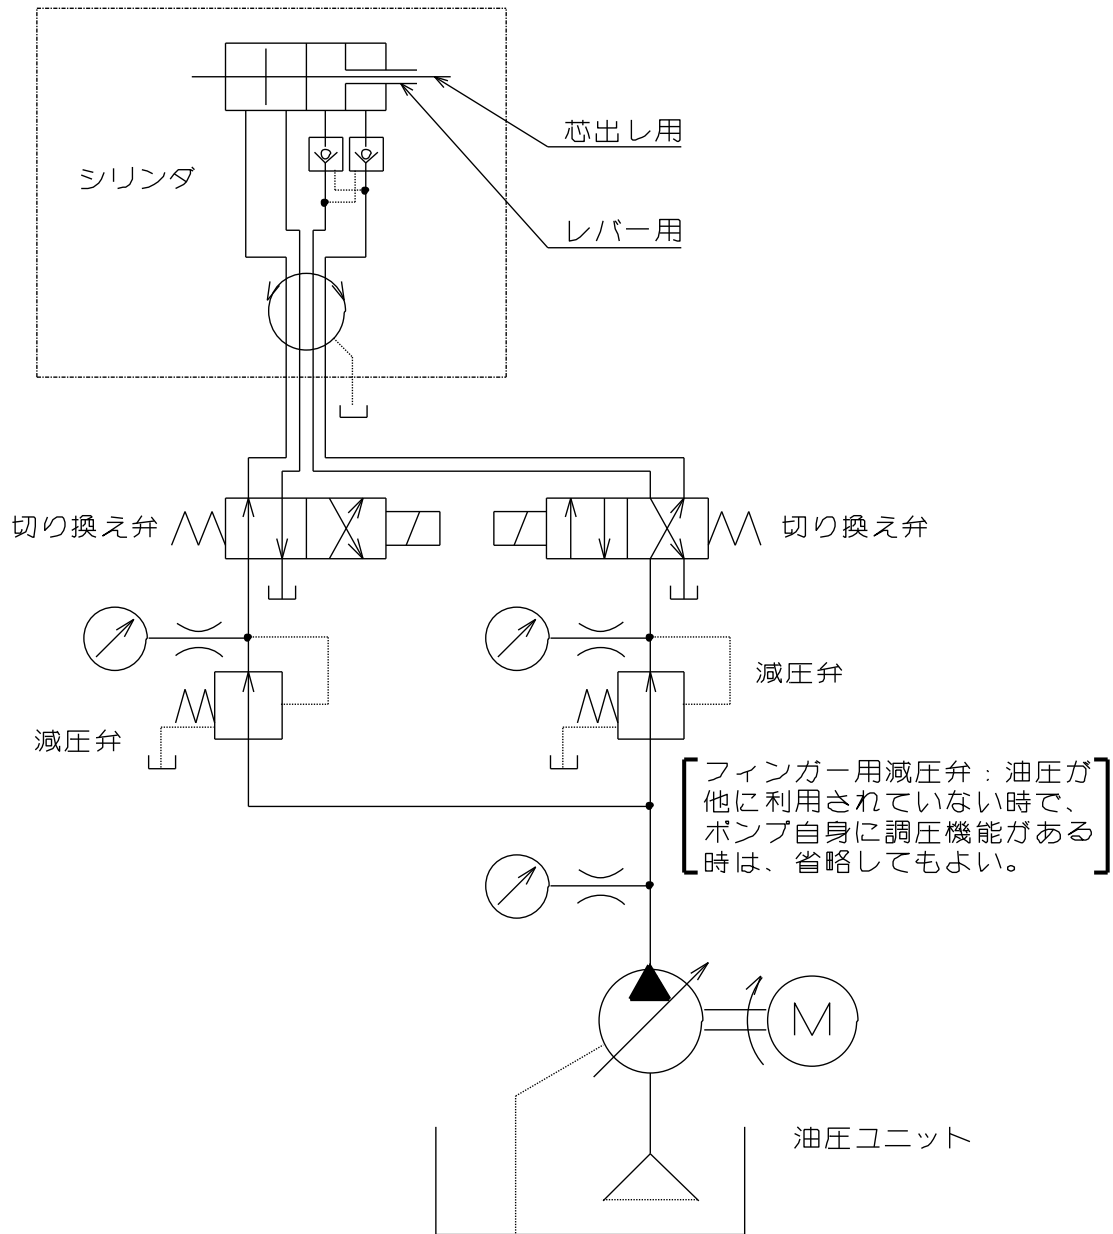 芯出し用
シリンダ
レバー用
切り換え弁
切り換え弁
減圧弁
減圧弁
フィンガー用減圧弁：油圧が
他に利用されていない時で、
ポンプ自身に調圧機能がある
時は、省略してもよい。
M
油圧ユニット